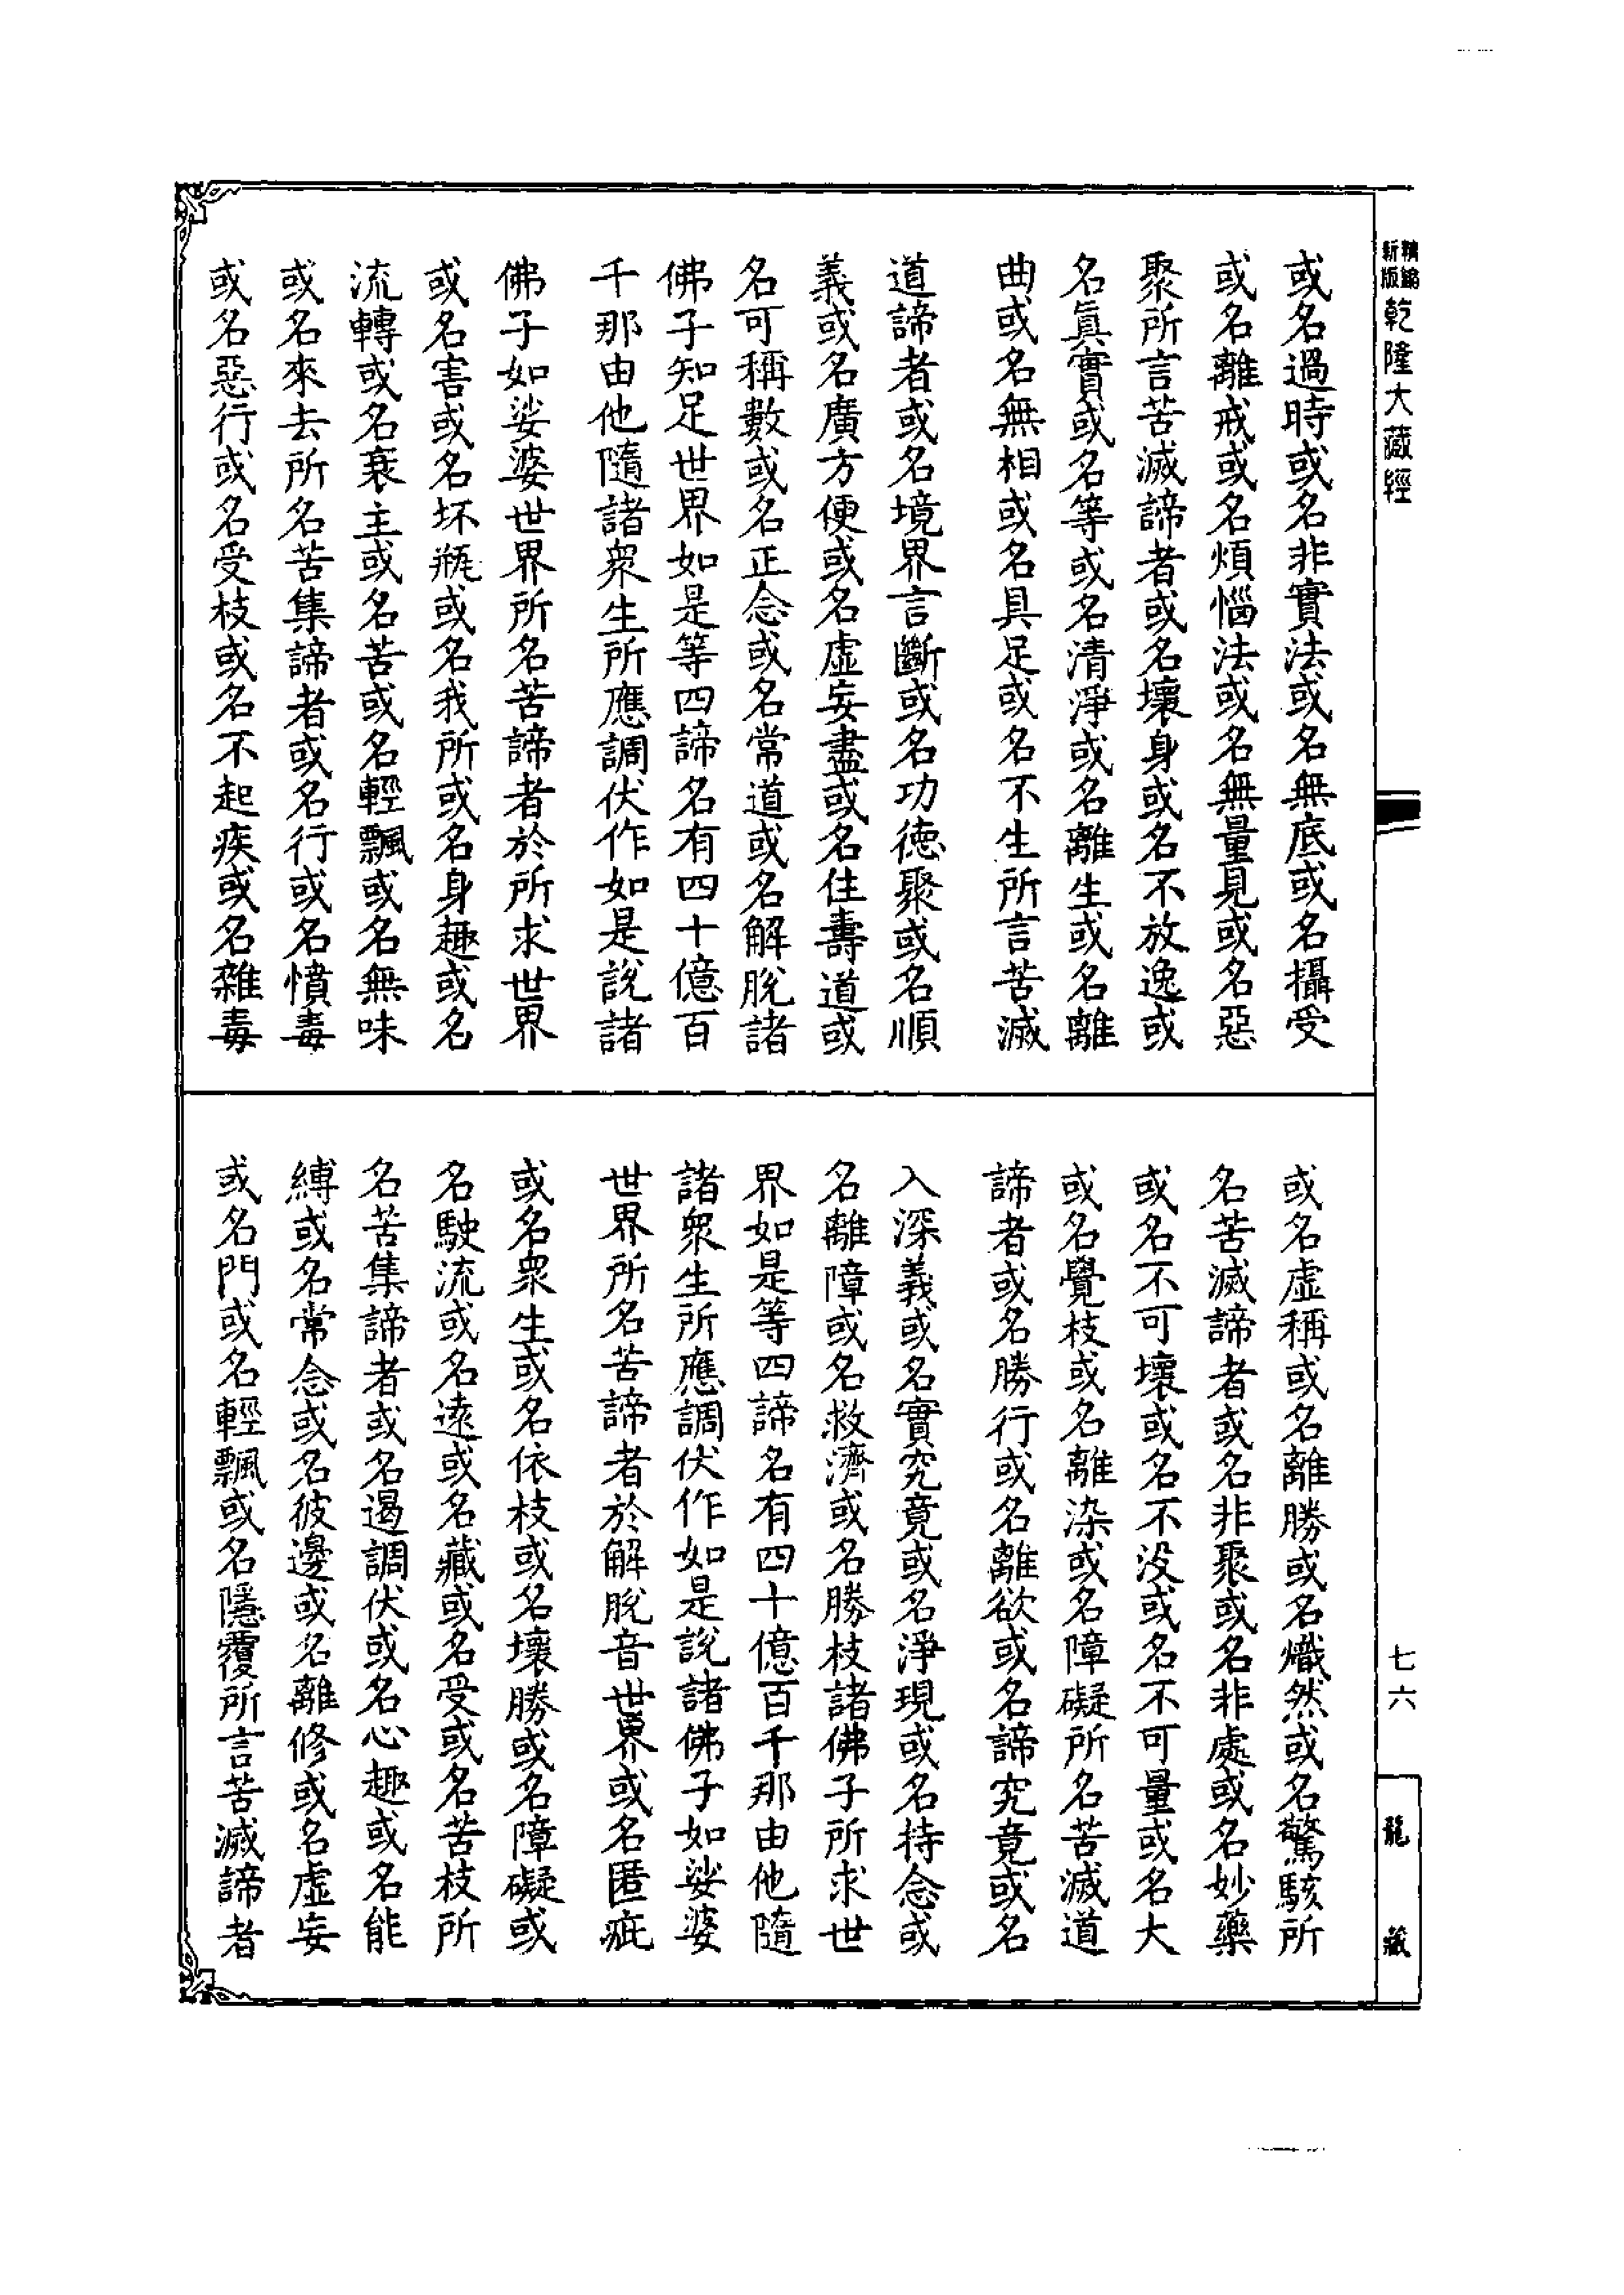 精縮
新版
乾隆大藏經
或名過時或名非實法或名無底或名攝受
或名離戒或名煩惱法或名無量見或名惡
聚所言苦滅諦者或名壞身或名不放逸或
名眞實或名等或名清淨或名離生或名離
曲或名無相或名具足或名不生所言苦滅
道諦者或名境界言斷或名功德聚或名順
義或名廣方便或名虛妄盡或名住壽道或
名可稱數或名正念或名常道或名解脫諸
佛子知足世界如是等四諦名有四十億百
千那由他隨諸衆生所應調伏作如是說諸
佛子如娑婆世界所名苦諦者於所求世界
或名害或名坏瓶或名我所或名身趣或名
流轉或名衰主或名苦或名輕飄或名無味
或名來去所名苦集諦者或名行或名憤毒
或名惡行或名受枝或名不起疾或名雜毒
或名虛稱或名離勝或名熾然或名驚駭所
名苦滅諦者或名非聚或名非處或名妙藥
或名不可壞或名不没或名不可量或名大
或名覺枝或名離染或名障礙所名苦滅道
諦者或名勝行或名離欲或名諦究竟或名
入深義或名實究竟或名淨現或名持念或
名離障或名救濟或名勝枝諸佛子所求世
界如是等四諦名有四十億百千那由他隨
諸衆生所應調伏作如是說諸佛子如娑婆
世界所名苦諦者於解脫音世界或名匿疵
或名衆生或名依枝或名壞勝或名障礙或
名駛流或名遠或名藏或名受或名苦枝所
名苦集諦者或名遏調伏或名心趣或名能
縛或名常念或名彼邊或名離修或名虛妄
或名門或名輕飄或名隱覆所言苦滅諦者
七六
龍藏